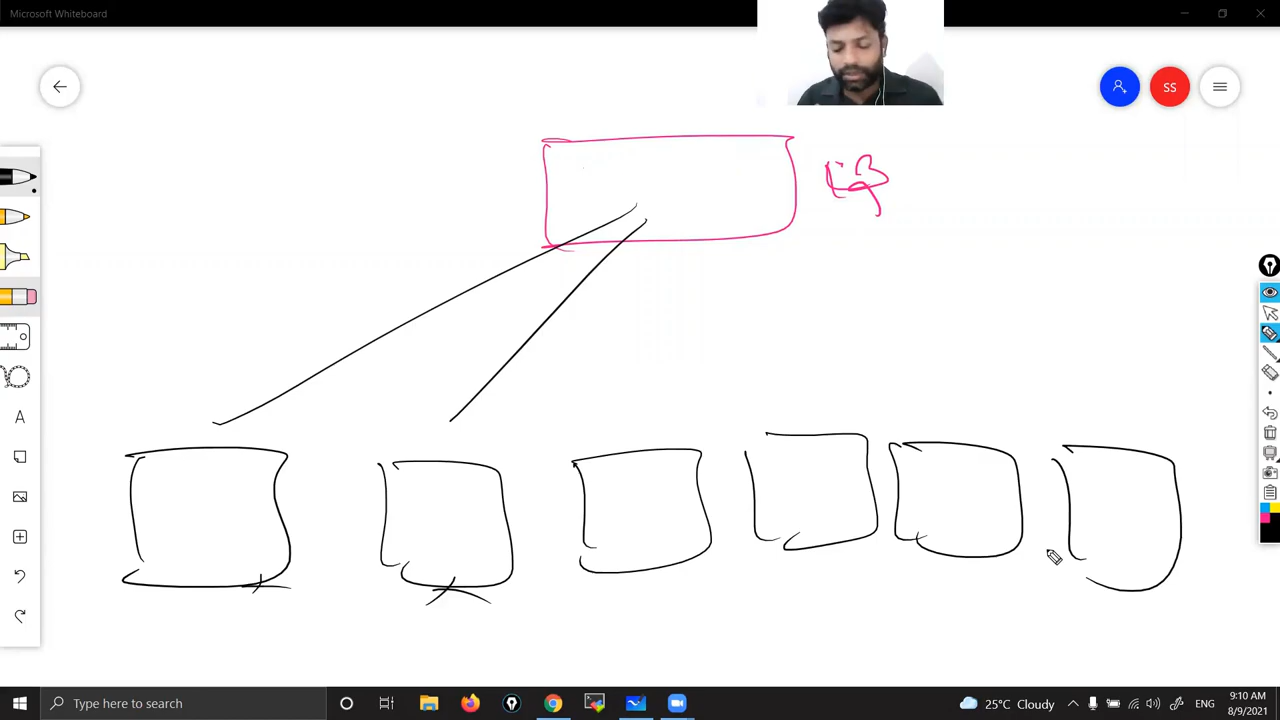 Microsoft Whiteboard
SS
A
Type here to search
25°C Cloudy
ENG
9:10 AM
8/9/2021